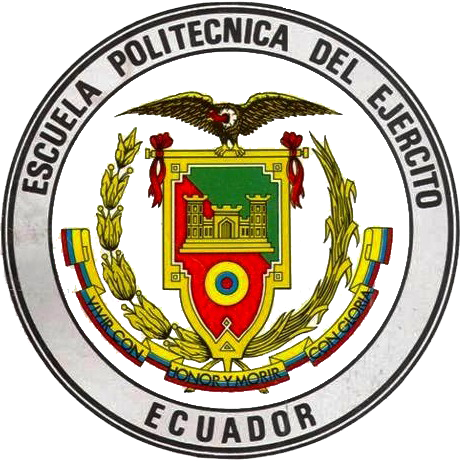 ESCUELA POLITECNICA DEL EJERCITO
VIVIR CON
HONOR Y MORIR
CON GLORIA
ECUADOR